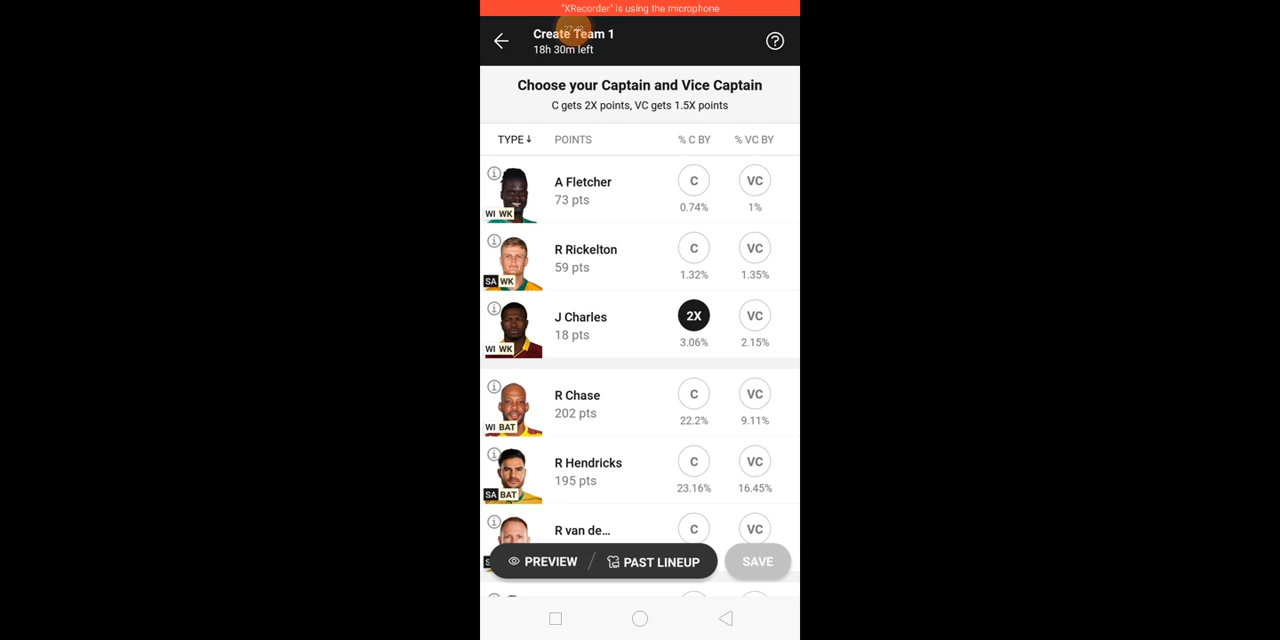 "XRecorder" is using the microphone
Create Team 1
18h 30m left
Choose your Captain and Vice Captain
C gets 2X points, VC gets 1.5X points
TYPE↓ POINTS % C BY % VC BY
A Fletcher C VC
73 pts 0.74% 1%
WI WK
R Rickelton C VC
59 pts 1.32% 1.35%
SA WK
J Charles 2X VC
18 pts 3.06% 2.15%
WI WK
R Chase C VC
202 pts 22.2% 9.11%
WI BAT
R Hendricks C VC
195 pts 23.16% 16.45%
SA BAT
R van de... C VC
PREVIEW / PAST LINEUP SAVE